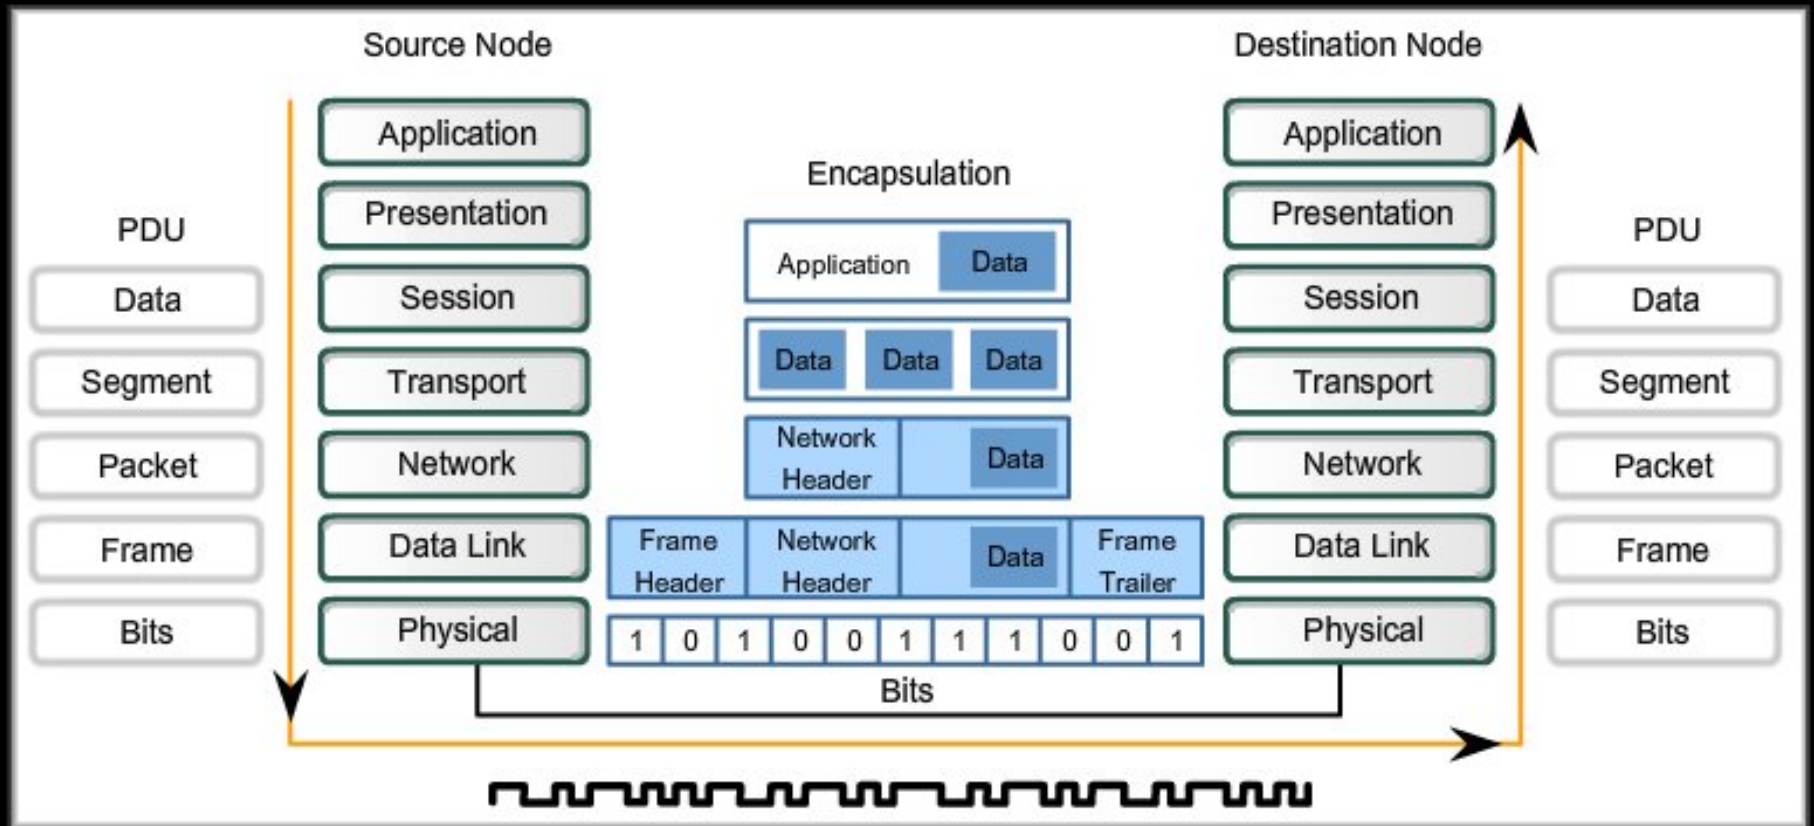 Source Node
Destination Node
Application
Presentation
Session
Transport
Network
Data Link
Physical
PDU
Data
Segment
Packet
Frame
Bits
Encapsulation
Application Data
Data Data Data
Network
Header
Data
Frame
Header
Network
Header
Data
Frame
Trailer
1 0 1 0 0 1 1 1 0 0 1
Bits
Application
Presentation
Session
Transport
Network
Data Link
Physical
PDU
Data
Segment
Packet
Frame
Bits